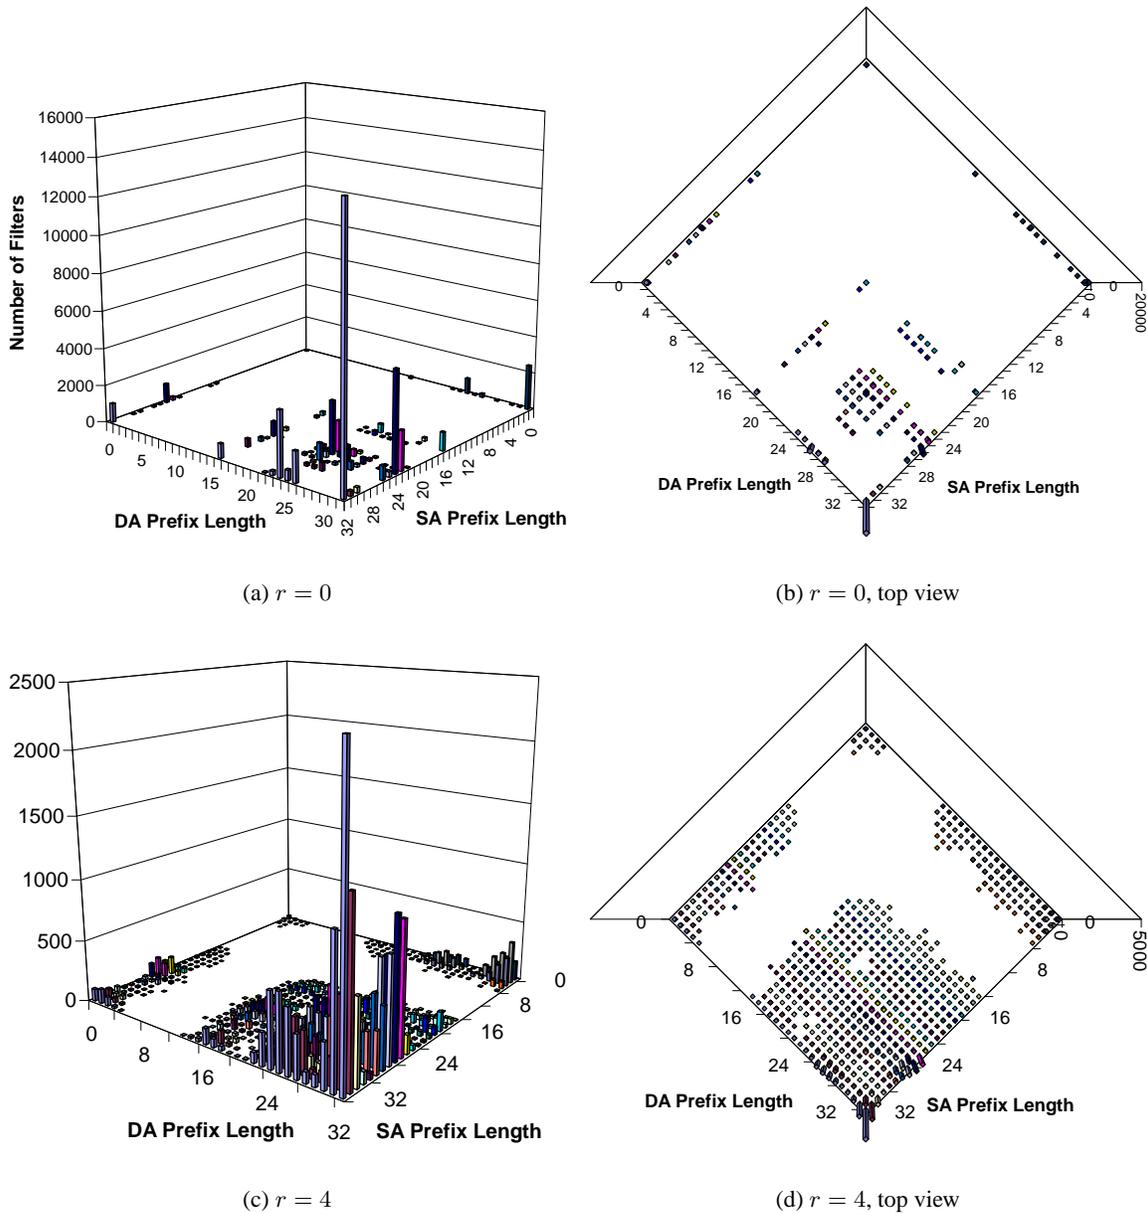 16000
14000
12000
10000
8000
6000
4000
2000
0
Number of Filters
0 5 10 15 20 25 30
32 28 24 20 16 12 8 4 0
DA Prefix Length
SA Prefix Length
(a) r = 0
0 0 0 20000
4 8 12 16 20 24 28 32
4 8 12 16 20 24 28 32
DA Prefix Length
SA Prefix Length
(b) r = 0, top view
2500
2000
1500
1000
500
0
0 8 16 24 32
32 24 16 8 0
DA Prefix Length
SA Prefix Length
(c) r = 4
0 0 0 5000
8 16 24 32
8 16 24 32
DA Prefix Length
SA Prefix Length
(d) r = 4, top view